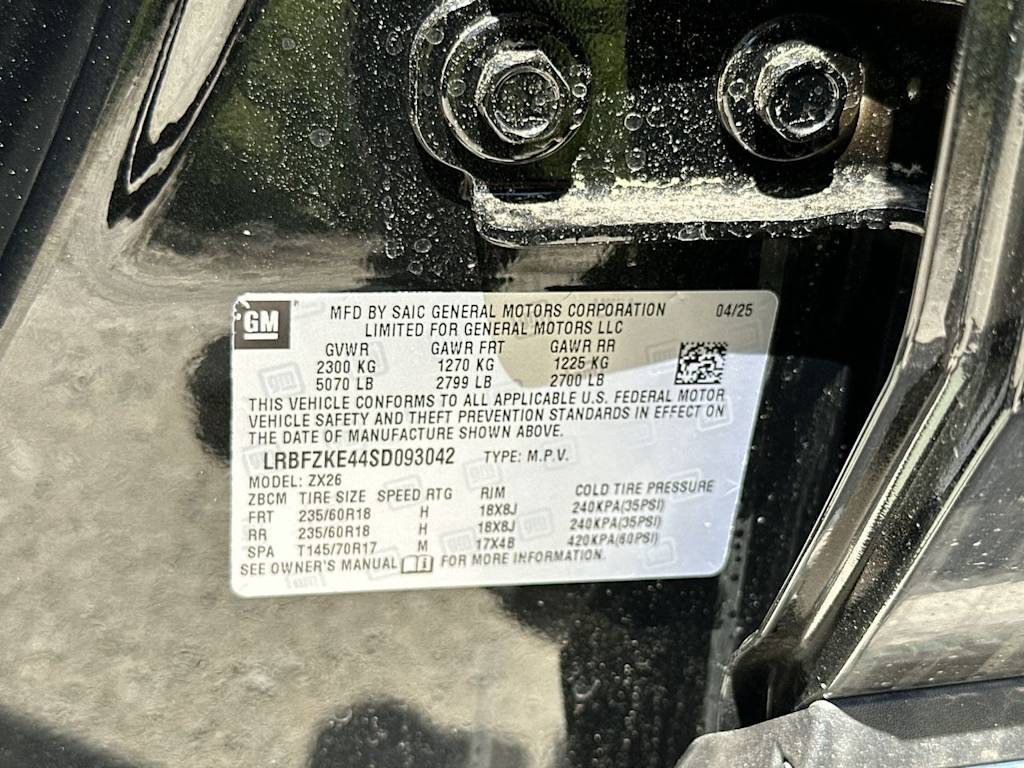 GM
MFD BY SAIC GENERAL MOTORS CORPORATION 04/25
LIMITED FOR GENERAL MOTORS LLC
GVWR GAWR FRT GAWR RR
2300 KG 1270 KG 1225 KG
5070 LB 2799 LB 2700 LB
THIS VEHICLE CONFORMS TO ALL APPLICABLE U.S. FEDERAL MOTOR
VEHICLE SAFETY AND THEFT PREVENTION STANDARDS IN EFFECT ON
THE DATE OF MANUFACTURE SHOWN ABOVE.
LRBFZKE44SD093042 TYPE: M.P.V.
MODEL: ZX26
ZBCM TIRE SIZE SPEED RTG RIM COLD TIRE PRESSURE
FRT 235/60R18 H 18X8J 240KPA(35PSI)
RR 235/60R18 H 18X8J 240KPA(35PSI)
SPA T145/70R17 M 17X4B 420KPA(60PSI)
SEE OWNER'S MANUAL FOR MORE INFORMATION.